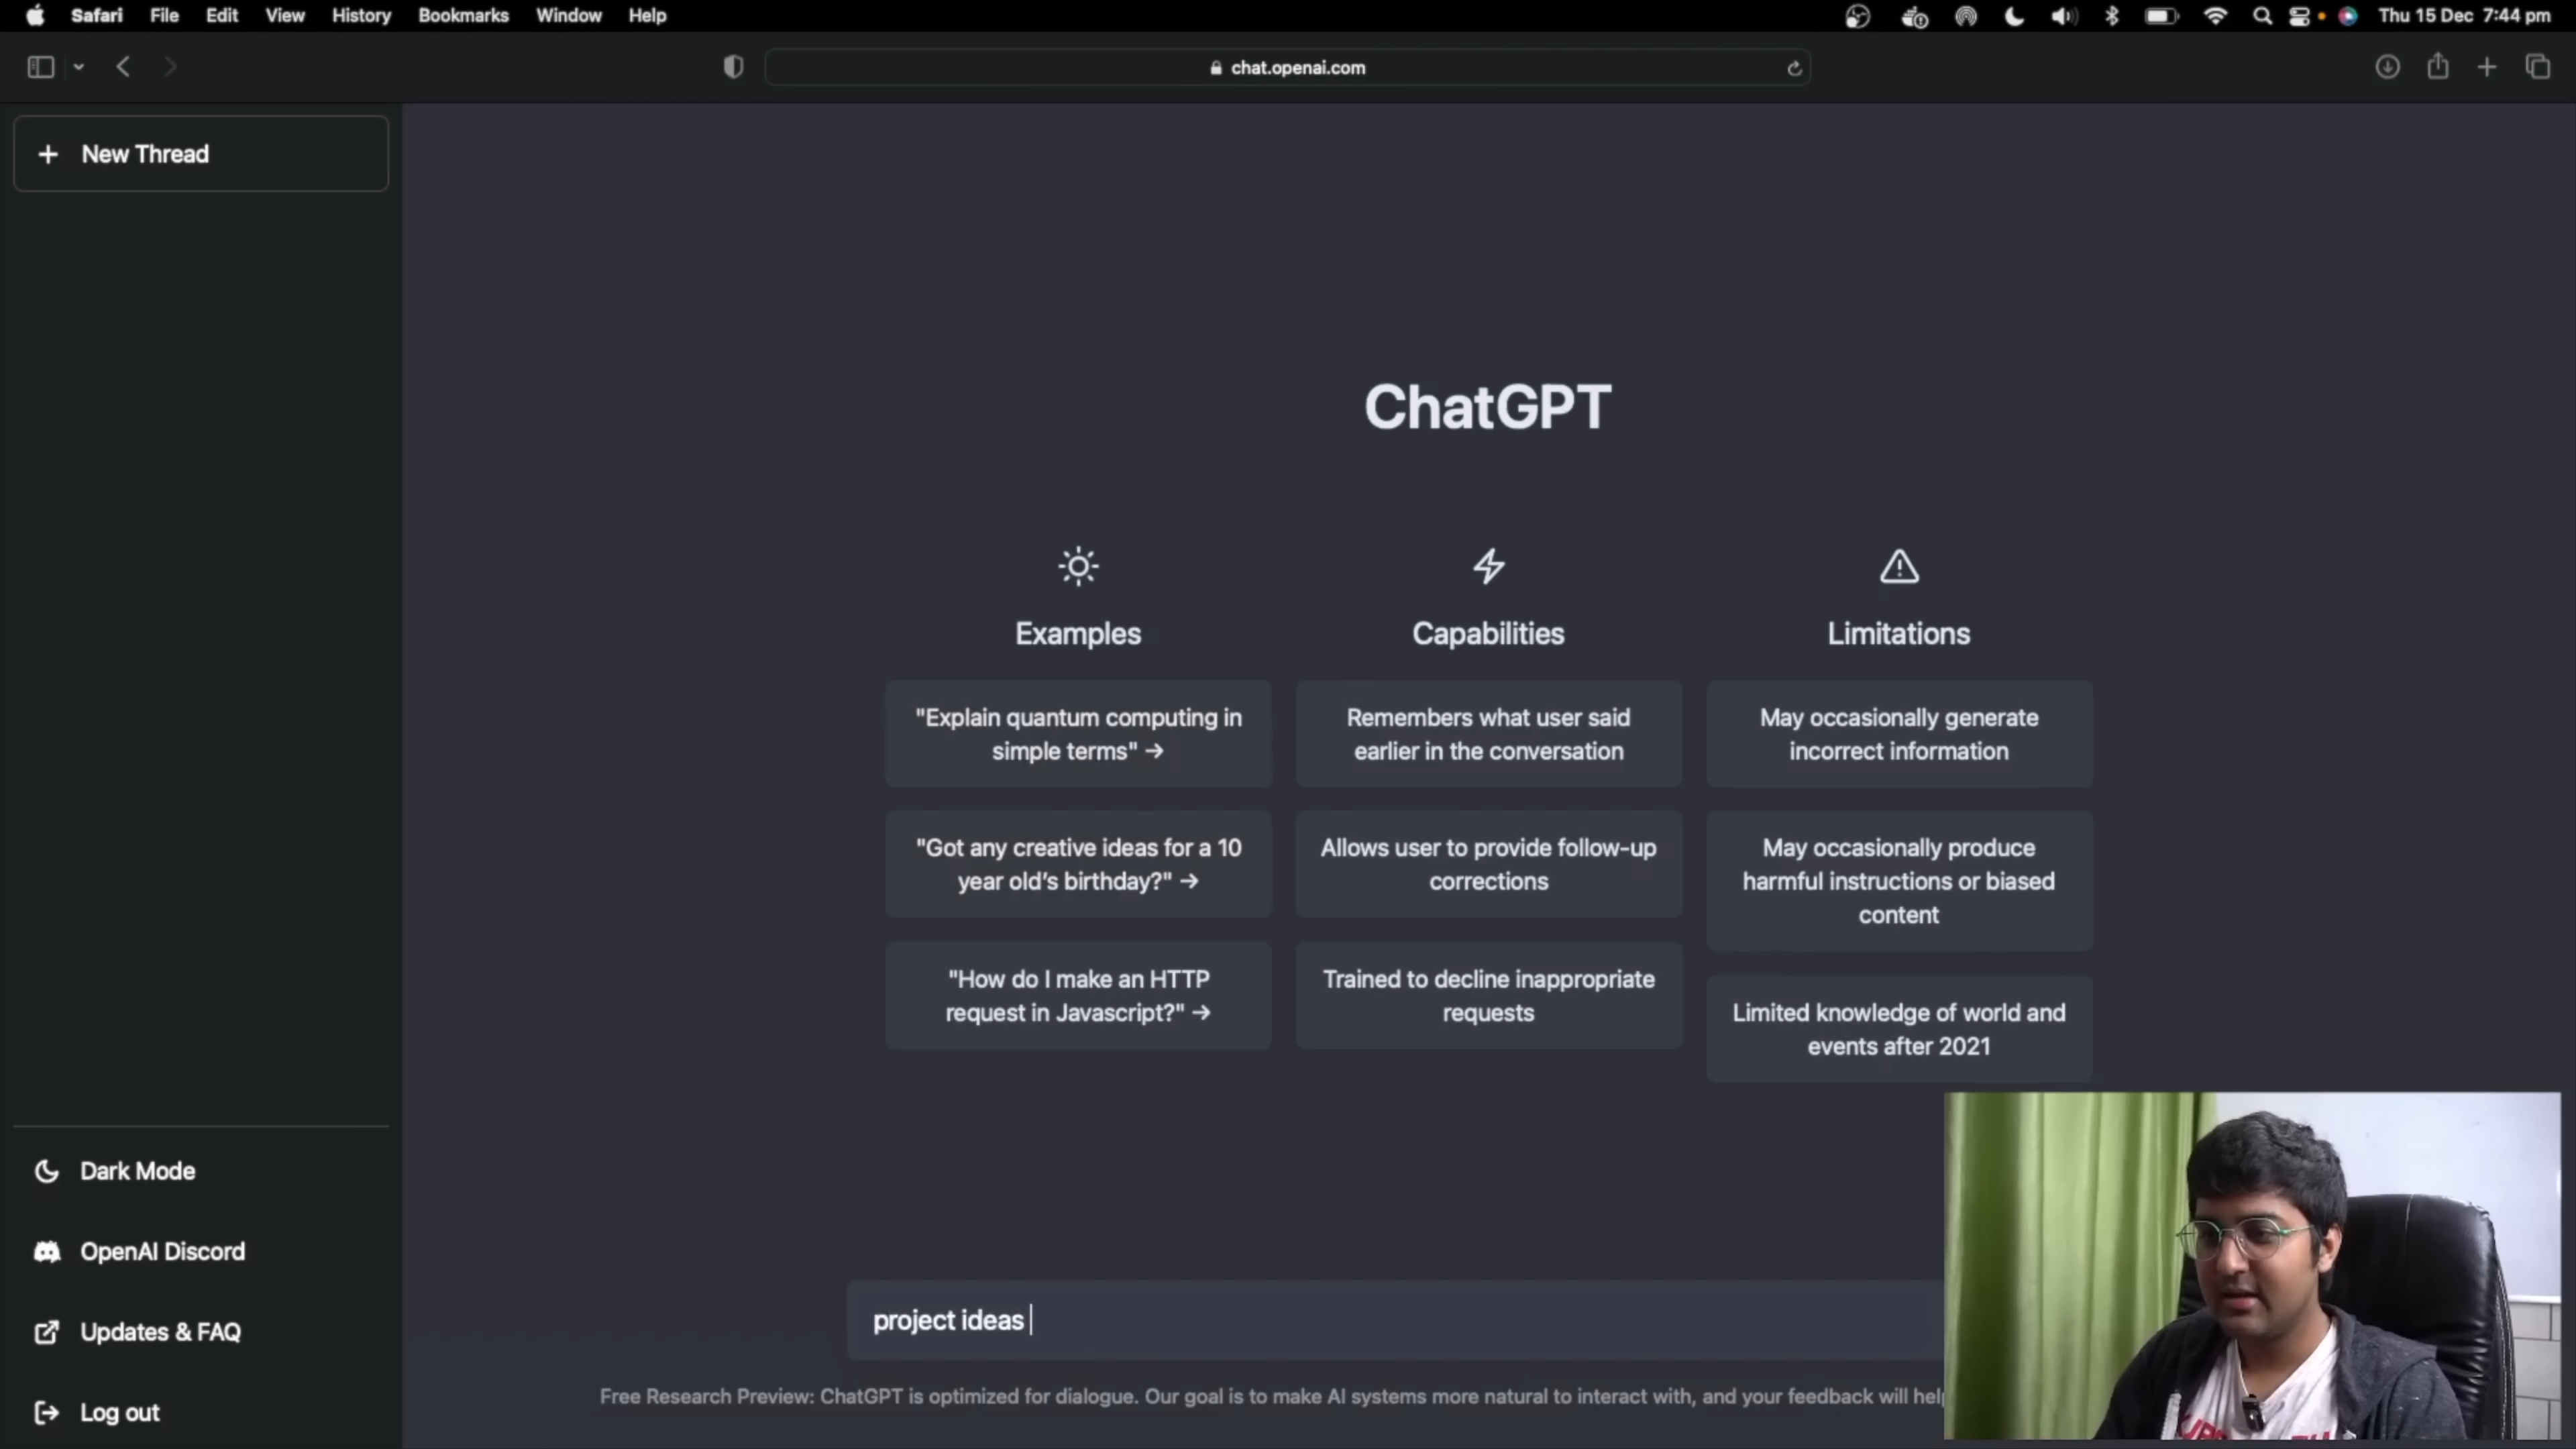 Safari File Edit View History Bookmarks Window Help Thu 15 Dec 7:44 pm
chat.openai.com
New Thread
ChatGPT
Examples
Capabilities
Limitations
"Explain quantum computing in
simple terms" →
Remembers what user said
earlier in the conversation
May occasionally generate
incorrect information
"Got any creative ideas for a 10
year old's birthday?" →
Allows user to provide follow-up
corrections
May occasionally produce
harmful instructions or biased
content
"How do I make an HTTP
request in Javascript?" →
Trained to decline inappropriate
requests
Limited knowledge of world and
events after 2021
Dark Mode
OpenAI Discord
Updates & FAQ
Log out
project ideas
Free Research Preview: ChatGPT is optimized for dialogue. Our goal is to make AI systems more natural to interact with, and your feedback will help